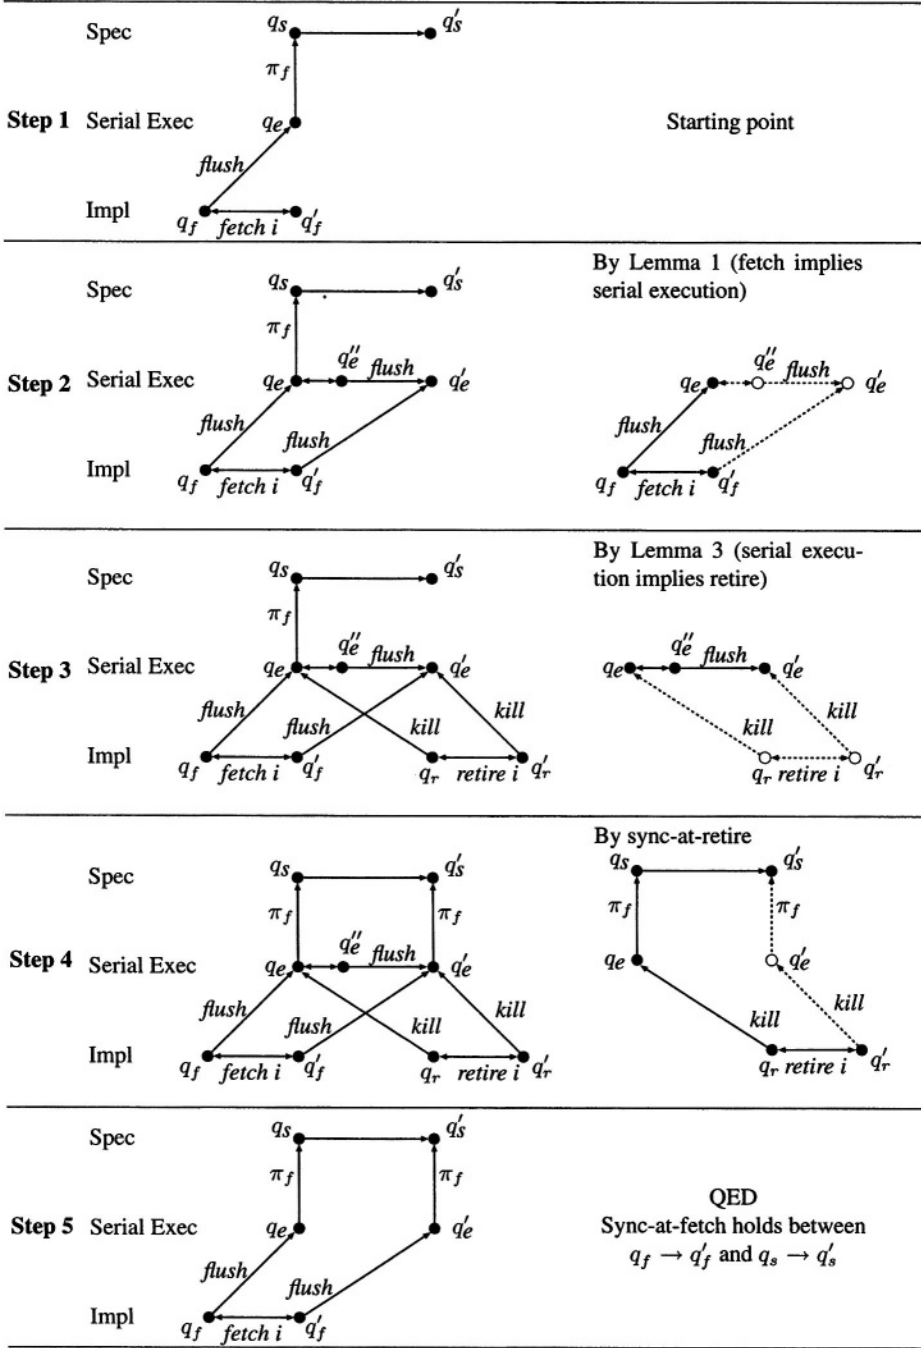 Spec q_s q'_s
π_f
Step 1 Serial Exec q_e Starting point
flush
Impl q_f fetch i q'_f
By Lemma 1 (fetch implies
serial execution)
Spec q_s q'_s
π_f
Step 2 Serial Exec q_e q''_e flush q'_e q_e q''_e flush q'_e
flush flush flush flush
Impl q_f fetch i q'_f q_f fetch i q'_f
By Lemma 3 (serial execu-
tion implies retire)
Spec q_s q'_s
π_f
Step 3 Serial Exec q_e q''_e flush q'_e q_e q''_e flush q'_e
flush flush kill kill kill kill
Impl q_f fetch i q'_f q_r retire i q'_r q_r retire i q'_r
By sync-at-retire
Spec q_s q'_s q_s q'_s
π_f π_f π_f π_f
Step 4 Serial Exec q_e q''_e flush q'_e q_e q'_e
flush flush kill kill kill kill
Impl q_f fetch i q'_f q_r retire i q'_r q_r retire i q'_r
Spec q_s q'_s
π_f π_f
QED
Step 5 Serial Exec q_e q'_e Sync-at-fetch holds between
q_f → q'_f and q_s → q'_s
flush flush
Impl q_f fetch i q'_f